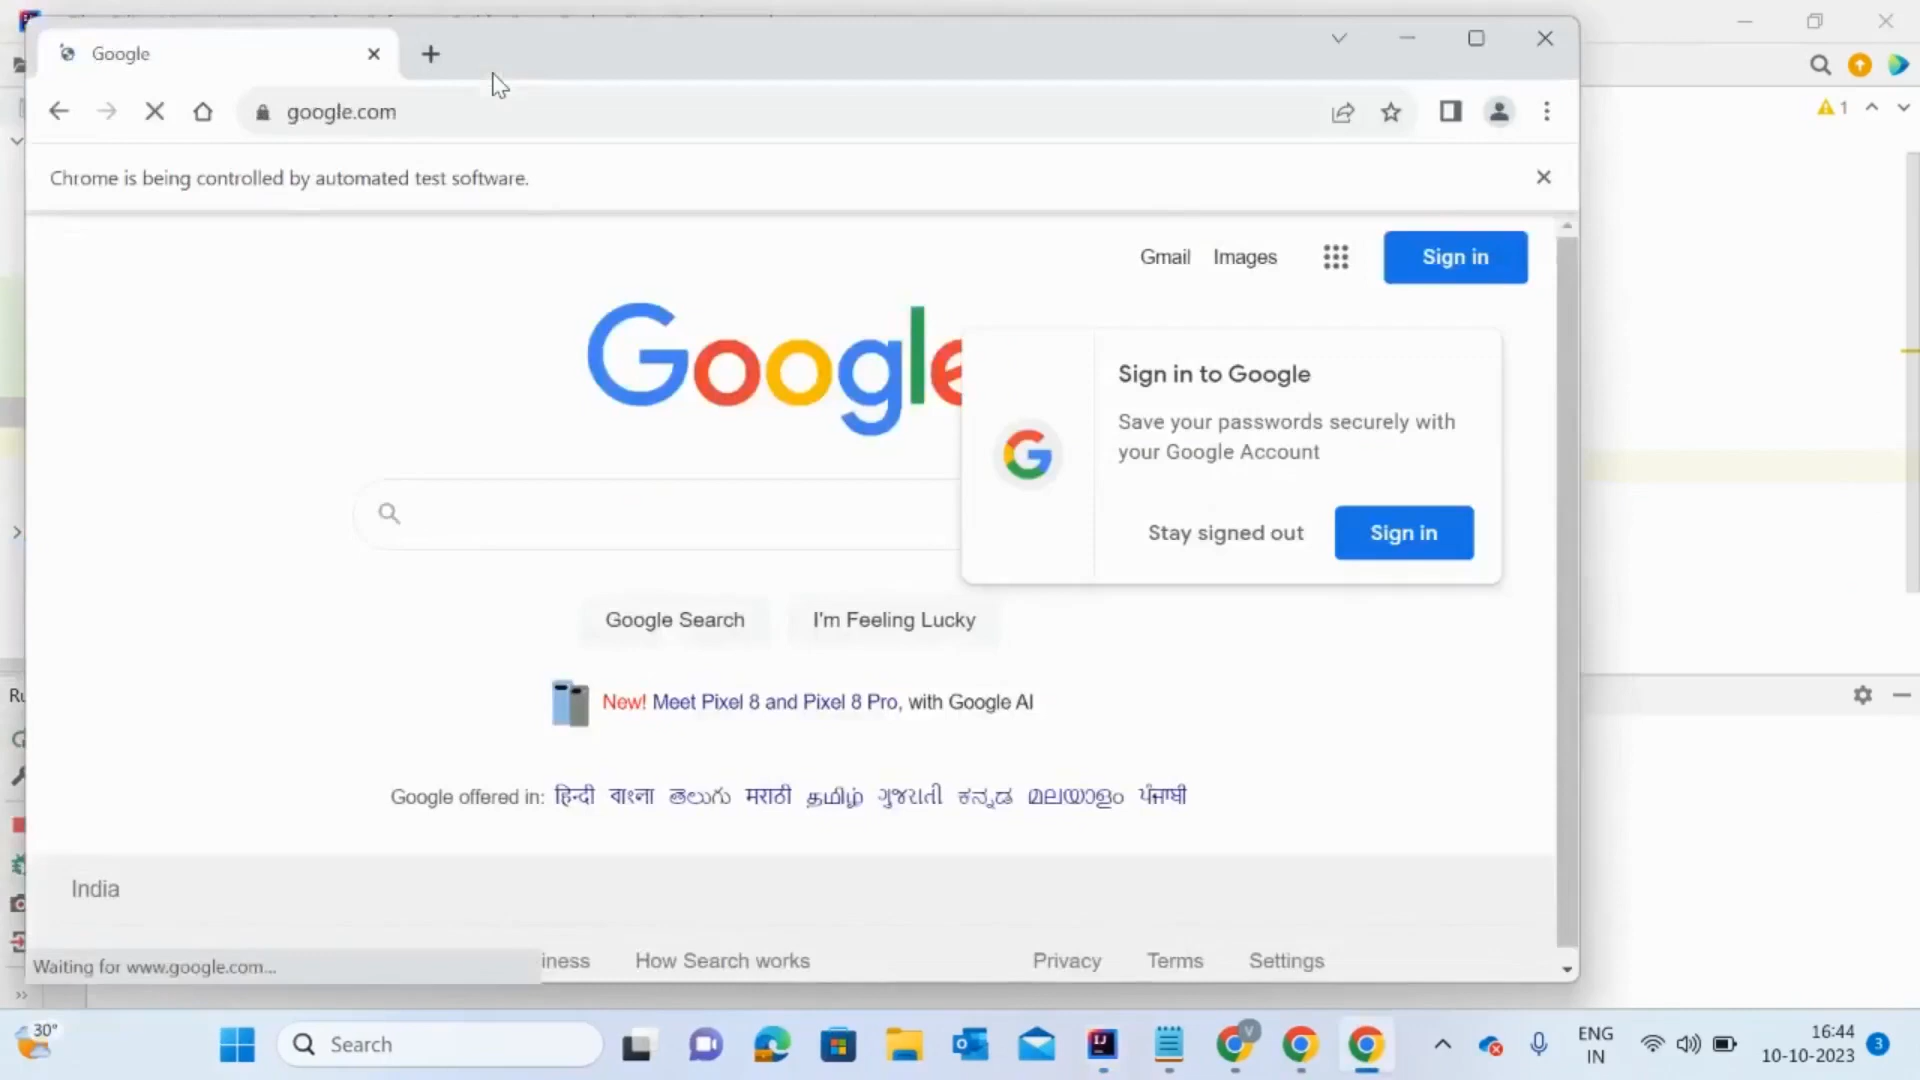 Google
google.com
1
Chrome is being controlled by automated test software.
Gmail Images Sign in
Google
Sign in to Google
Save your passwords securely with
your Google Account
Stay signed out Sign in
Google Search I'm Feeling Lucky
New! Meet Pixel 8 and Pixel 8 Pro, with Google AI
Google offered in: हिन्दी বাংলা తెలుగు मराठी தமிழ் ગુજરાતી ಕನ್ನಡ മലയാളം ਪੰਜਾਬੀ
India
How Search works Privacy Terms Settings
Waiting for www.google.com...
30°
Search
V
ENG
IN
16:44
10-10-2023
3